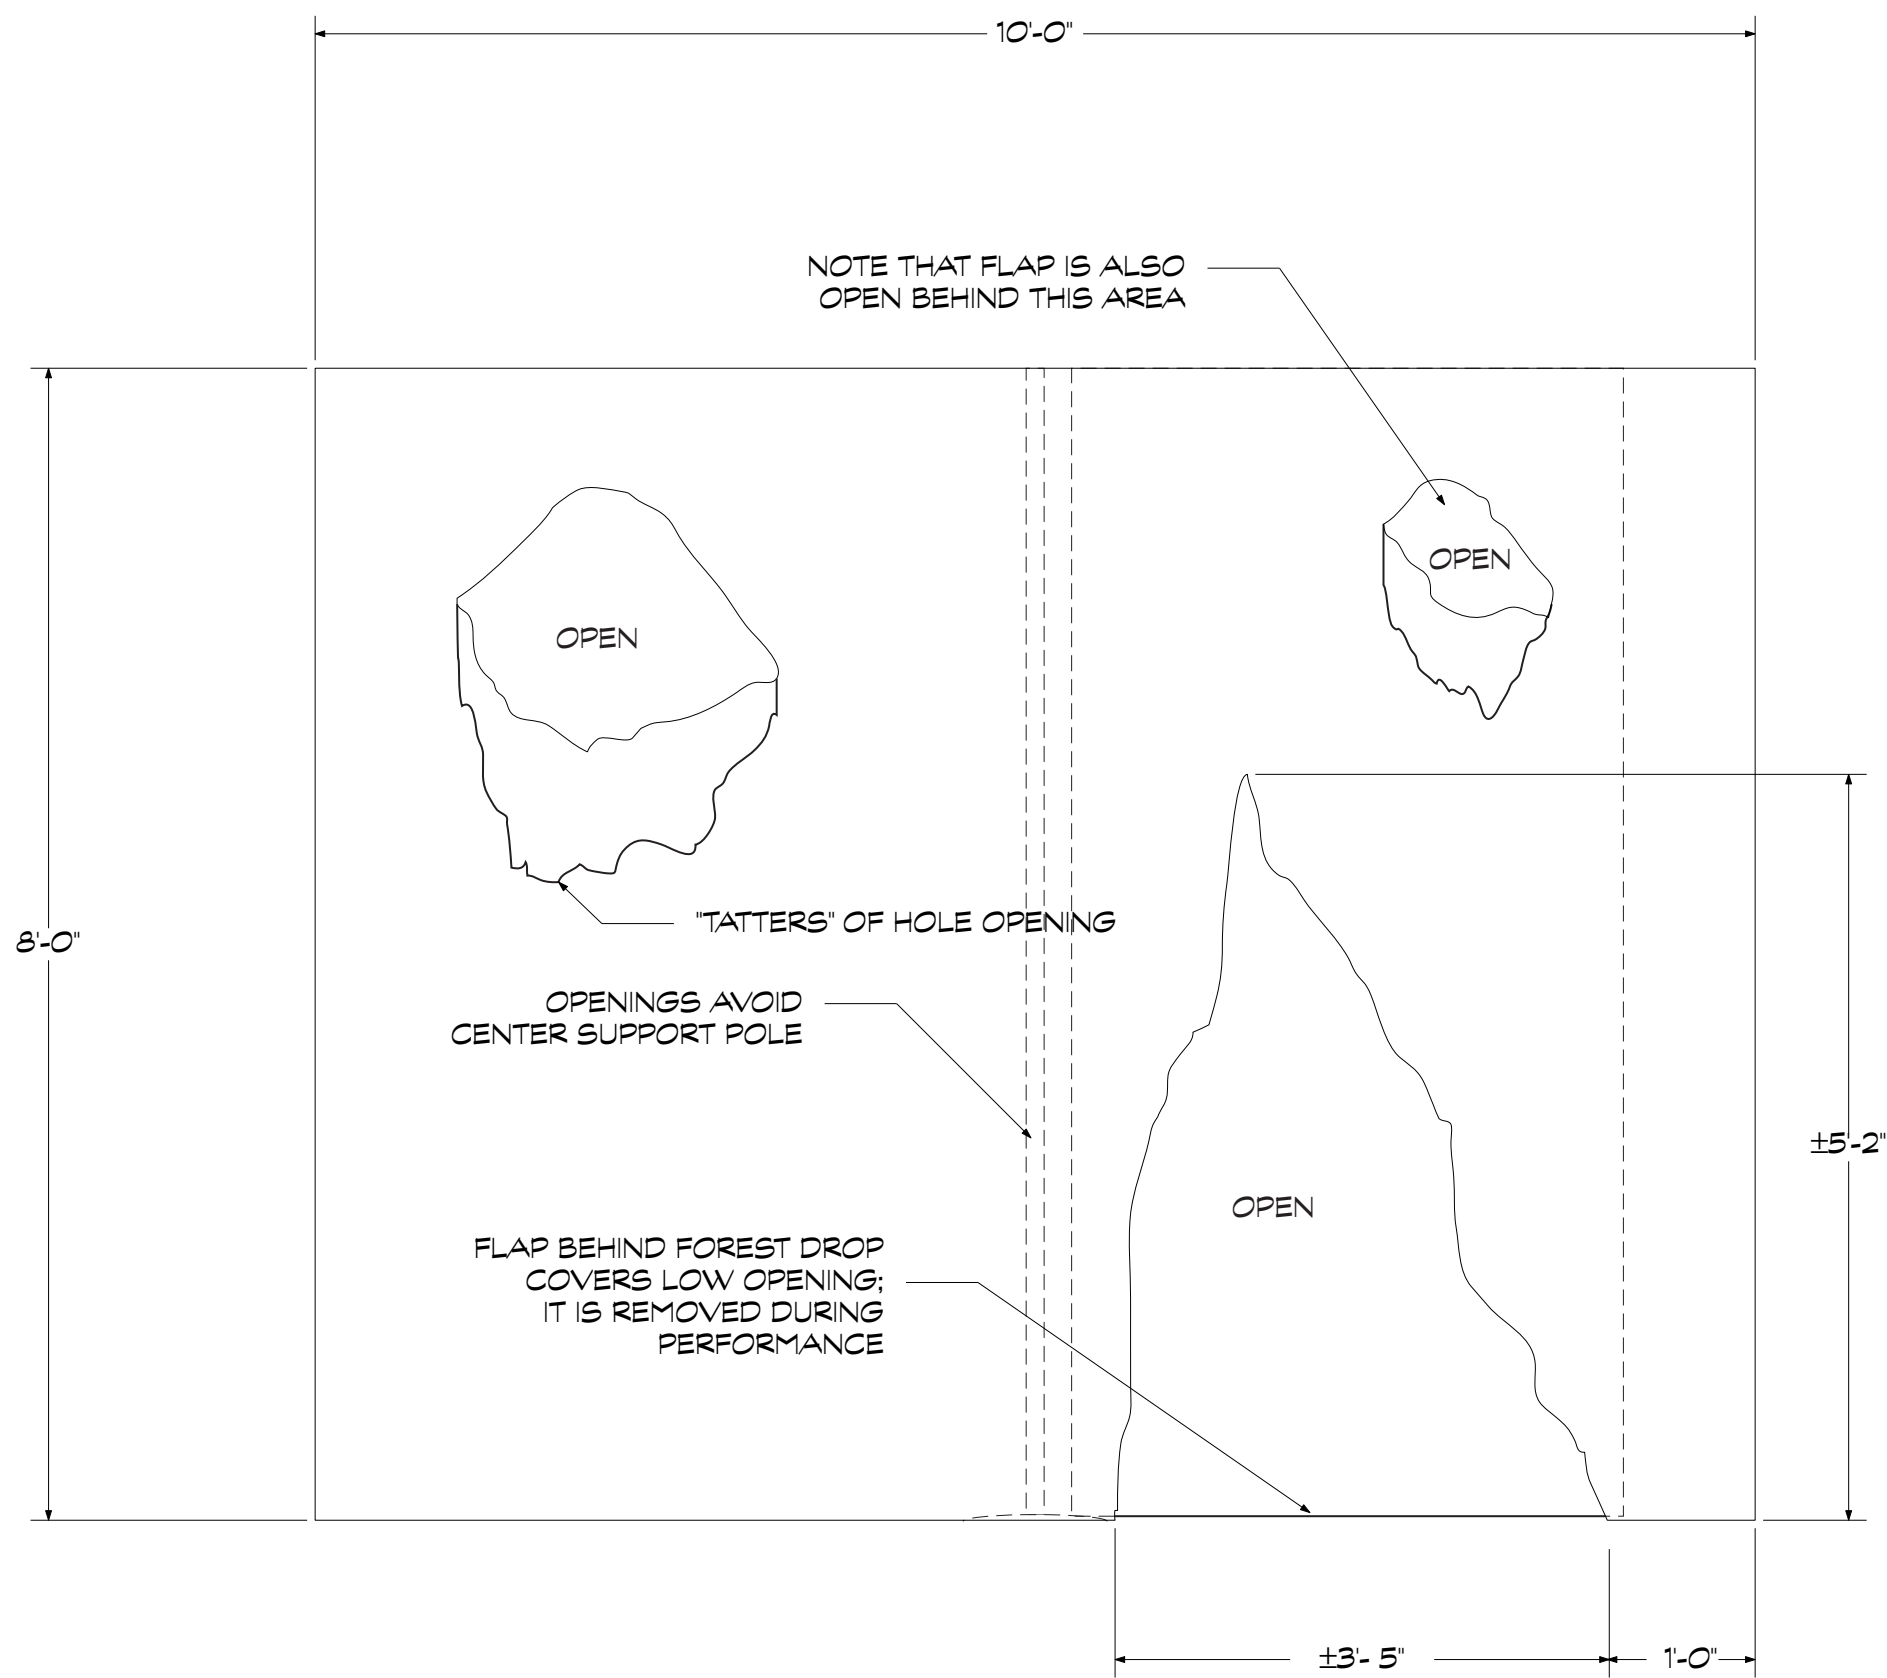 10'-0"
NOTE THAT FLAP IS ALSO
OPEN BEHIND THIS AREA
OPEN
OPEN
"TATTERS" OF HOLE OPENING
8'-0"
OPENINGS AVOID
CENTER SUPPORT POLE
±5'-2"
OPEN
FLAP BEHIND FOREST DROP
COVERS LOW OPENING;
IT IS REMOVED DURING
PERFORMANCE
±3'- 5"
1'-0"